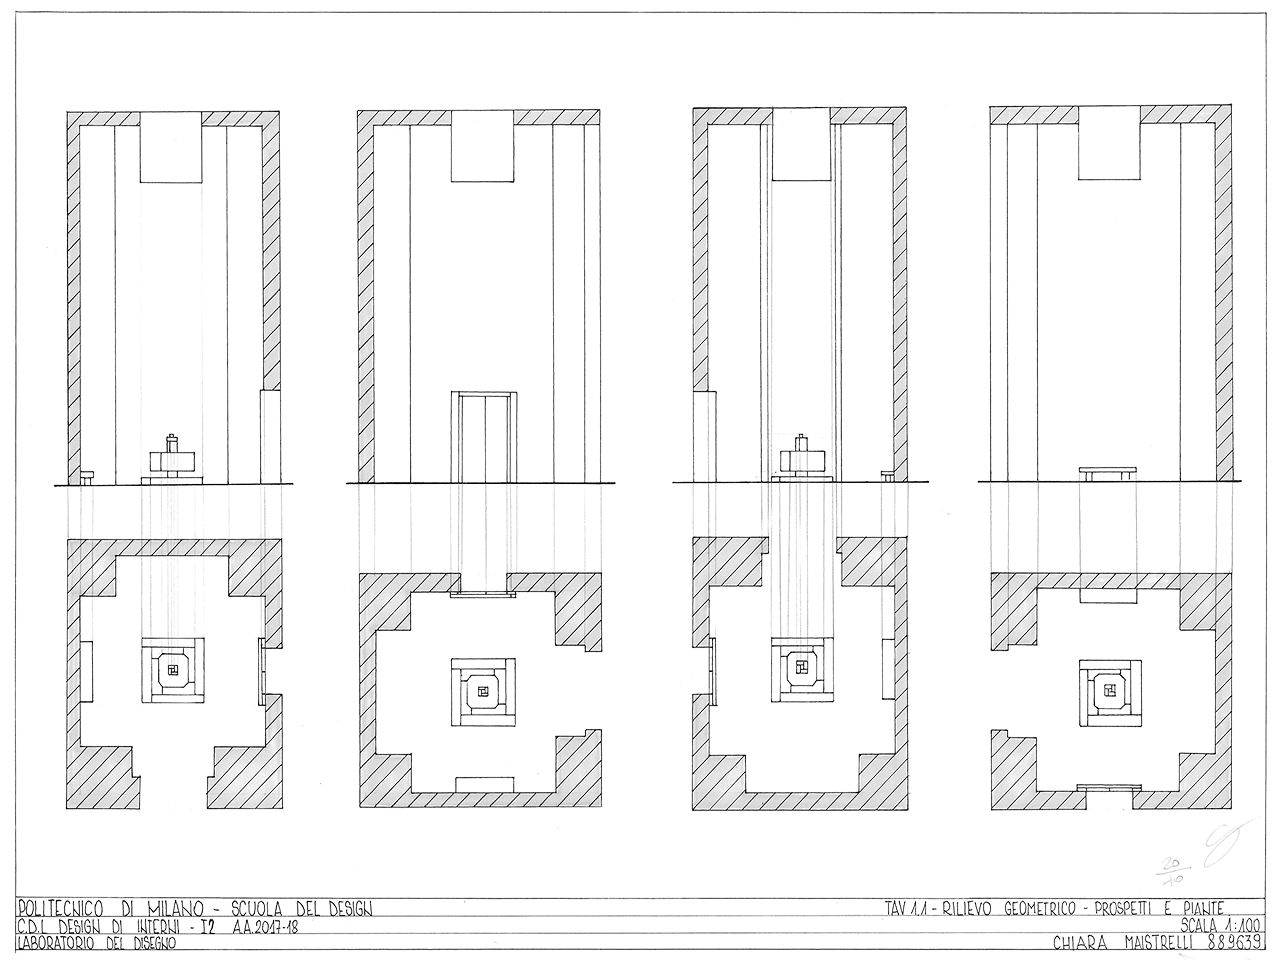 20
10
POLITECNICO DI MILANO - SCUOLA DEL DESIGN
C.D.L DESIGN DI INTERNI - I2 A.A.2017-18
LABORATORIO DEL DISEGNO
TAV 1.1 - RILIEVO GEOMETRICO - PROSPETTI E PIANTE
SCALA 1:100
CHIARA MAISTRELLI 889639